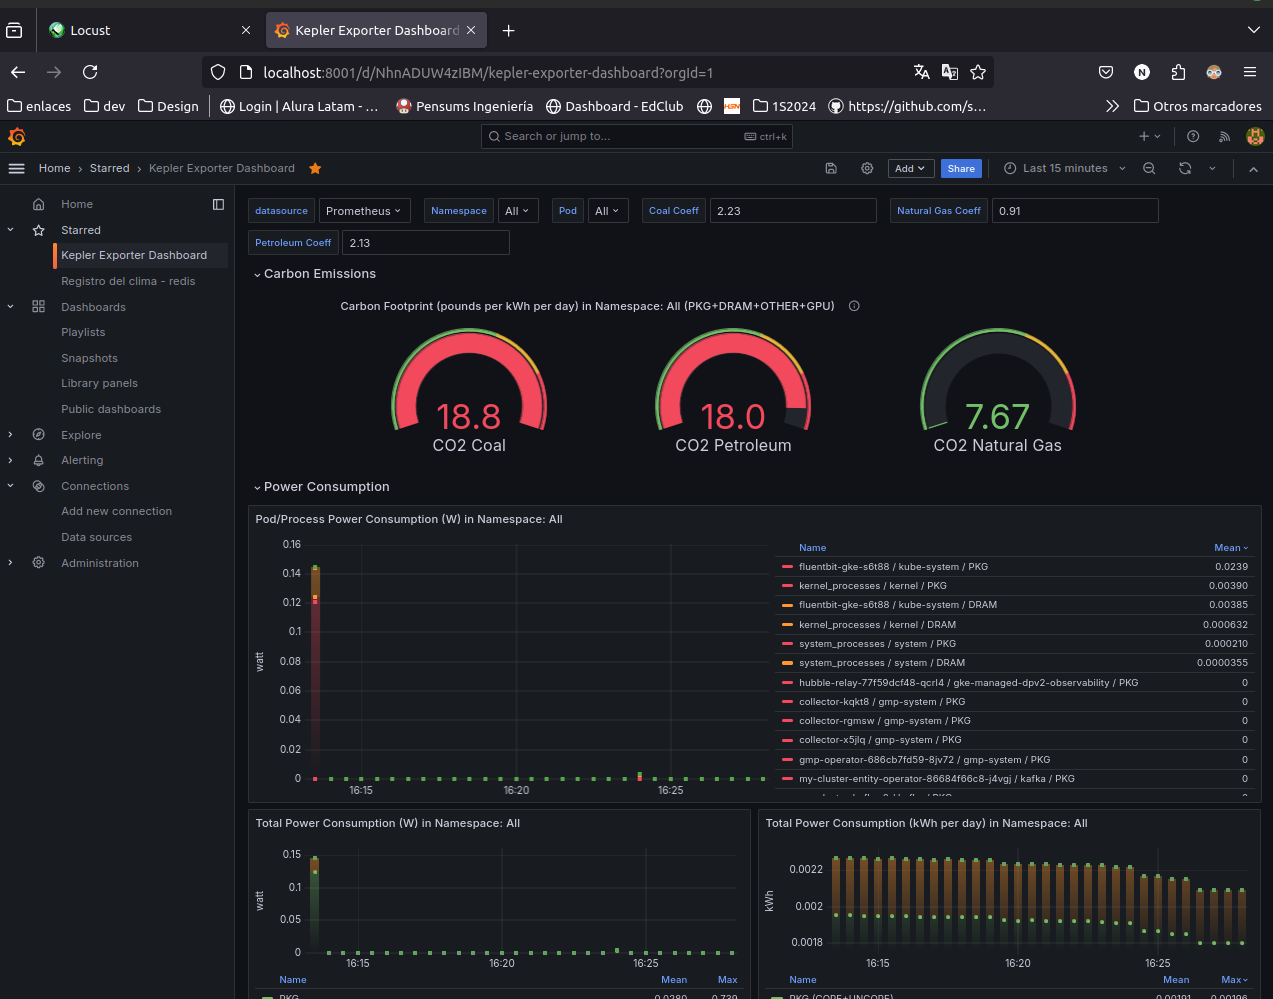 Locust
Kepler Exporter Dashboard
localhost:8001/d/NhnADUW4zIBM/kepler-exporter-dashboard?orgId=1
enlaces dev Design Login | Alura Latam - ... Pensums Ingeniería Dashboard - EdClub HSN 1S2024 https://github.com/s... Otros marcadores
Search or jump to... ctrl+k
Home › Starred › Kepler Exporter Dashboard Add Share Last 15 minutes
Home
Starred
Kepler Exporter Dashboard
Registro del clima - redis
Dashboards
Playlists
Snapshots
Library panels
Public dashboards
Explore
Alerting
Connections
Add new connection
Data sources
Administration
datasource Prometheus Namespace All Pod All Coal Coeff 2.23 Natural Gas Coeff 0.91
Petroleum Coeff 2.13
Carbon Emissions
Carbon Footprint (pounds per kWh per day) in Namespace: All (PKG+DRAM+OTHER+GPU)
18.8 18.0 7.67
CO2 Coal CO2 Petroleum CO2 Natural Gas
Power Consumption
Pod/Process Power Consumption (W) in Namespace: All
watt
0.16
0.14
0.12
0.1
0.08
0.06
0.04
0.02
0
16:15 16:20 16:25
Name Mean
fluentbit-gke-s6t88 / kube-system / PKG 0.0239
kernel_processes / kernel / PKG 0.00390
fluentbit-gke-s6t88 / kube-system / DRAM 0.00385
kernel_processes / kernel / DRAM 0.000632
system_processes / system / PKG 0.000210
system_processes / system / DRAM 0.0000355
hubble-relay-77f59dcf48-qcrl4 / gke-managed-dpv2-observability / PKG 0
collector-kqkt8 / gmp-system / PKG 0
collector-rgmsw / gmp-system / PKG 0
collector-x5jlq / gmp-system / PKG 0
gmp-operator-686cb7fd59-8jv72 / gmp-system / PKG 0
my-cluster-entity-operator-86684f66c8-j4vgj / kafka / PKG 0
Total Power Consumption (W) in Namespace: All
watt
0.15
0.1
0.05
0
16:15 16:20 16:25
Name Mean Max
PKG 0.0280 0.739
Total Power Consumption (kWh per day) in Namespace: All
kWh
0.0022
0.002
0.0018
16:15 16:20 16:25
Name Mean Max
PKG (CORE+UNCORE) 0.00191 0.00196